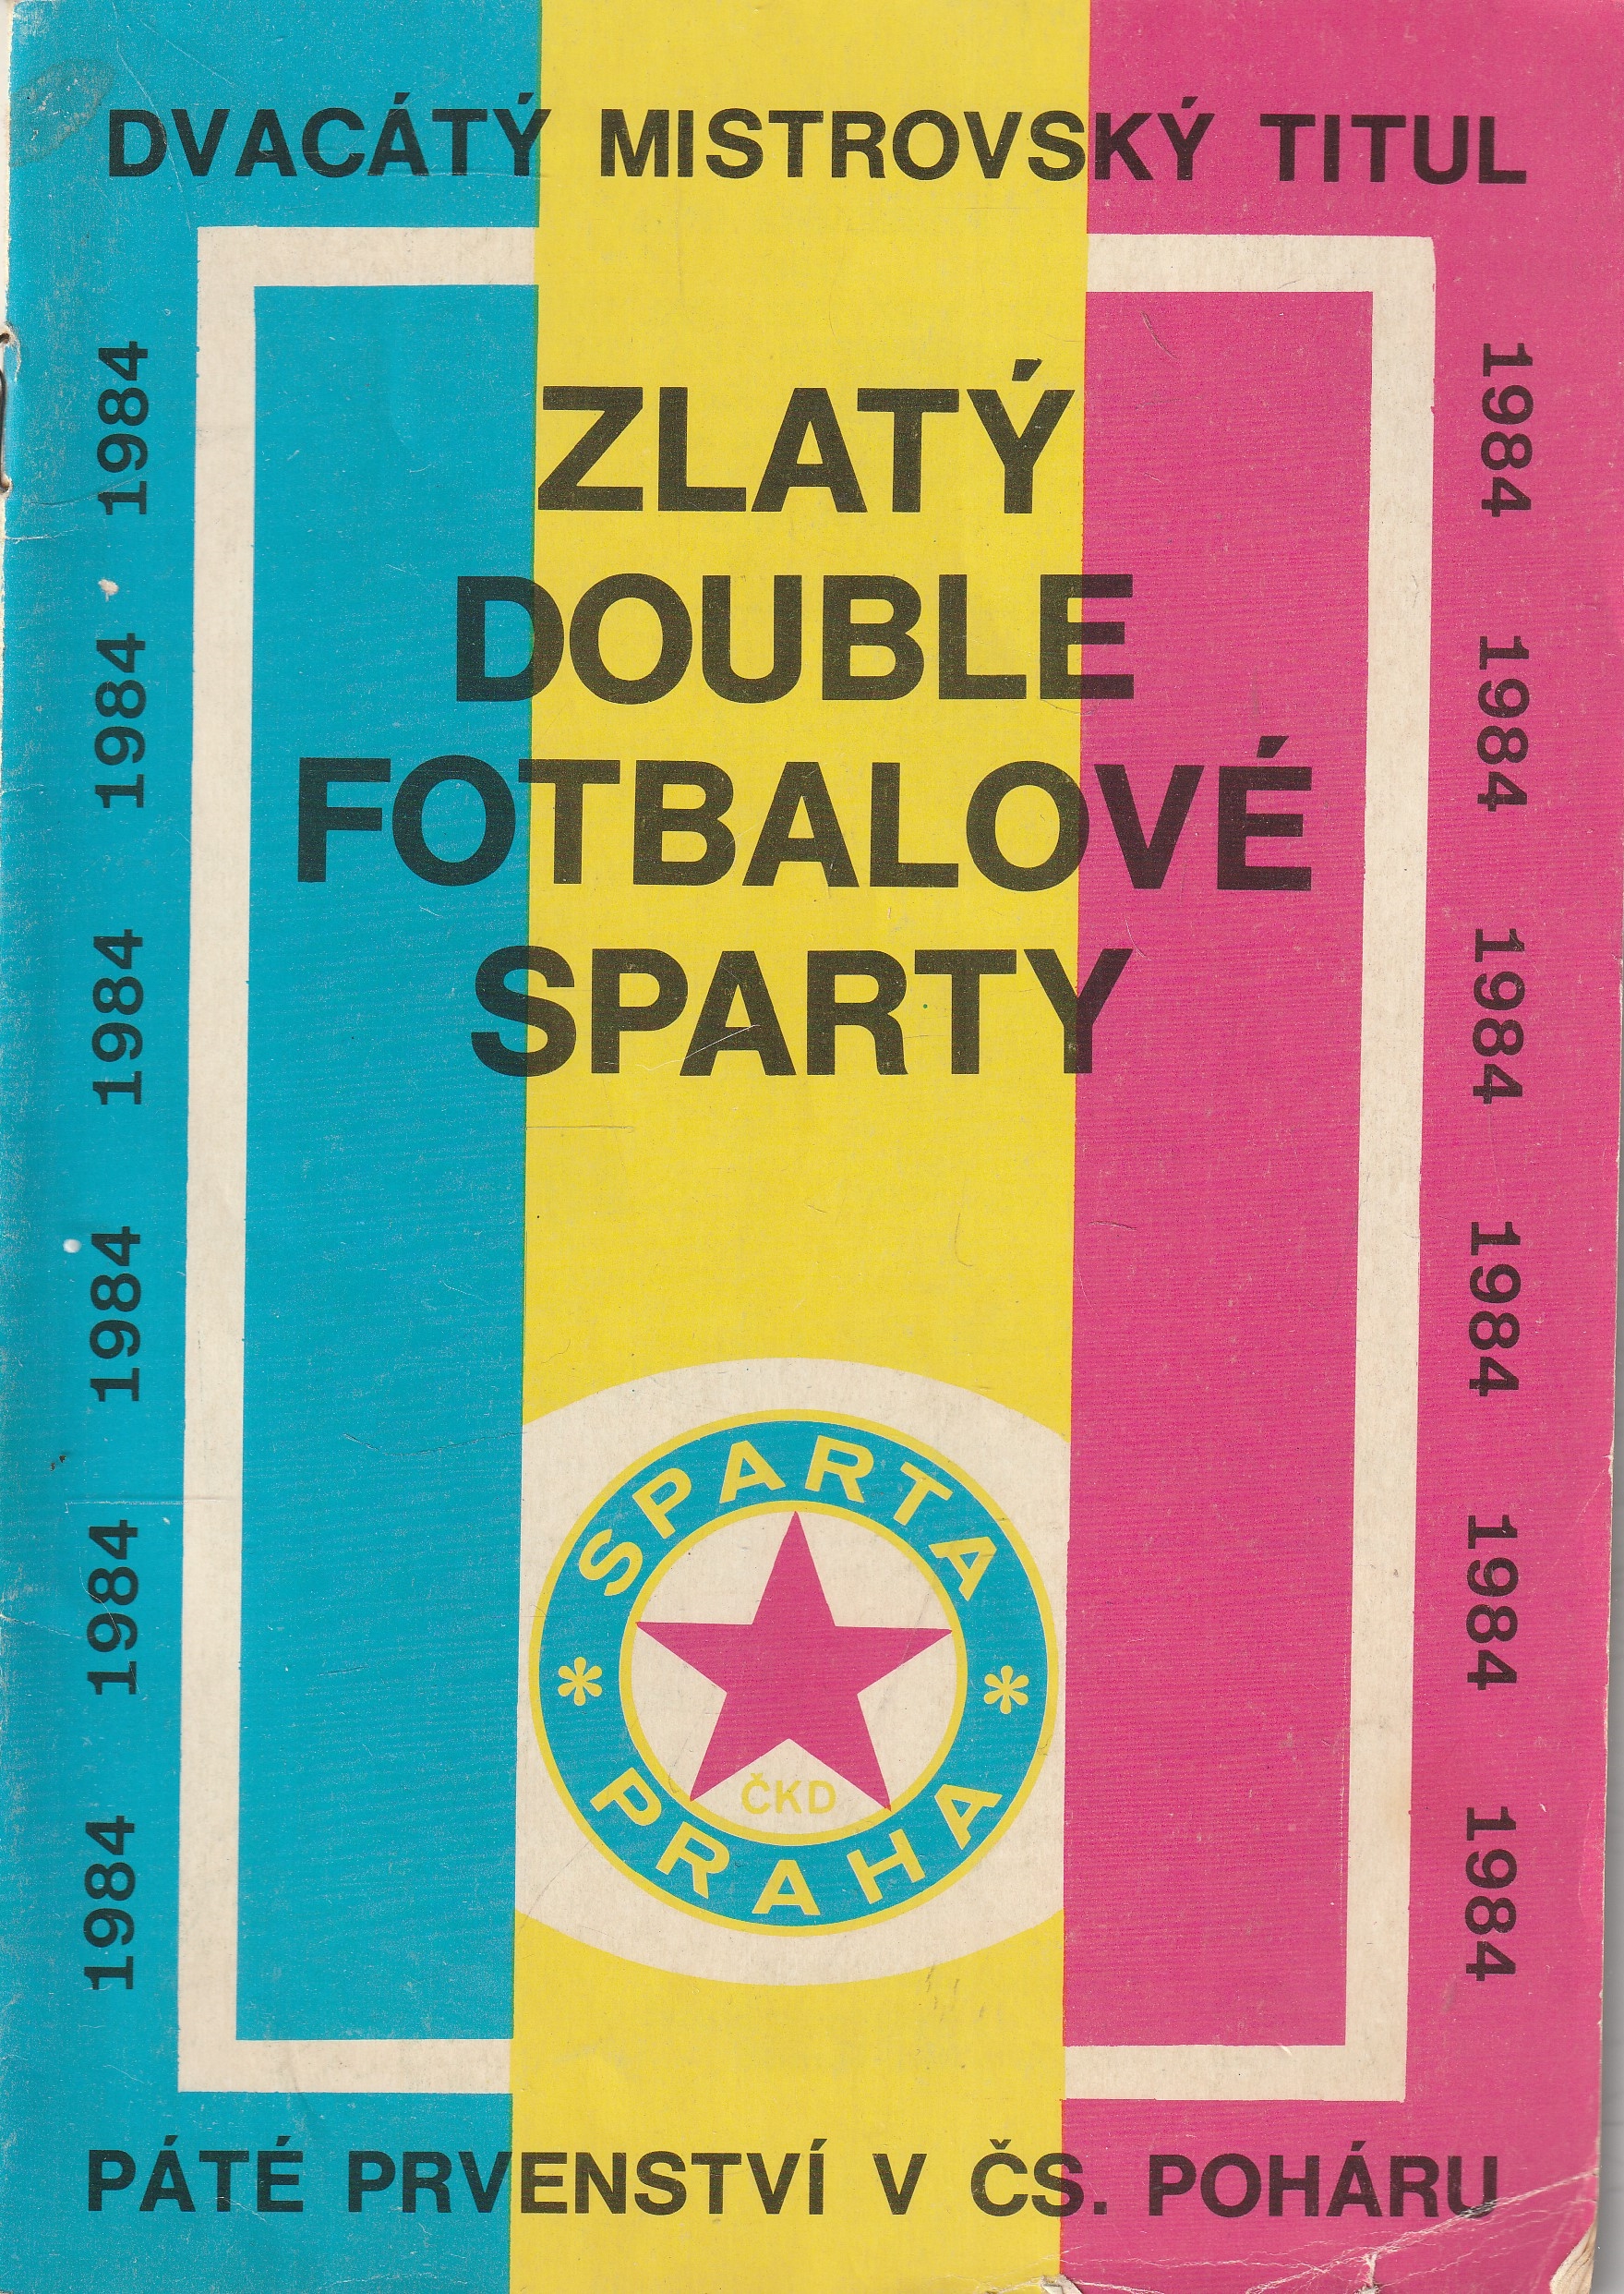 DVACÁTÝ MISTROVSKÝ TITUL
1984 1984 1984 1984 1984 1984
ZLATÝ
DOUBLE
FOTBALOVÉ
SPARTY
SPARTA
* *
ČKD
PRAHA
1984 1984 1984 1984 1984 1984
PÁTÉ PRVENSTVÍ V ČS. POHÁRU